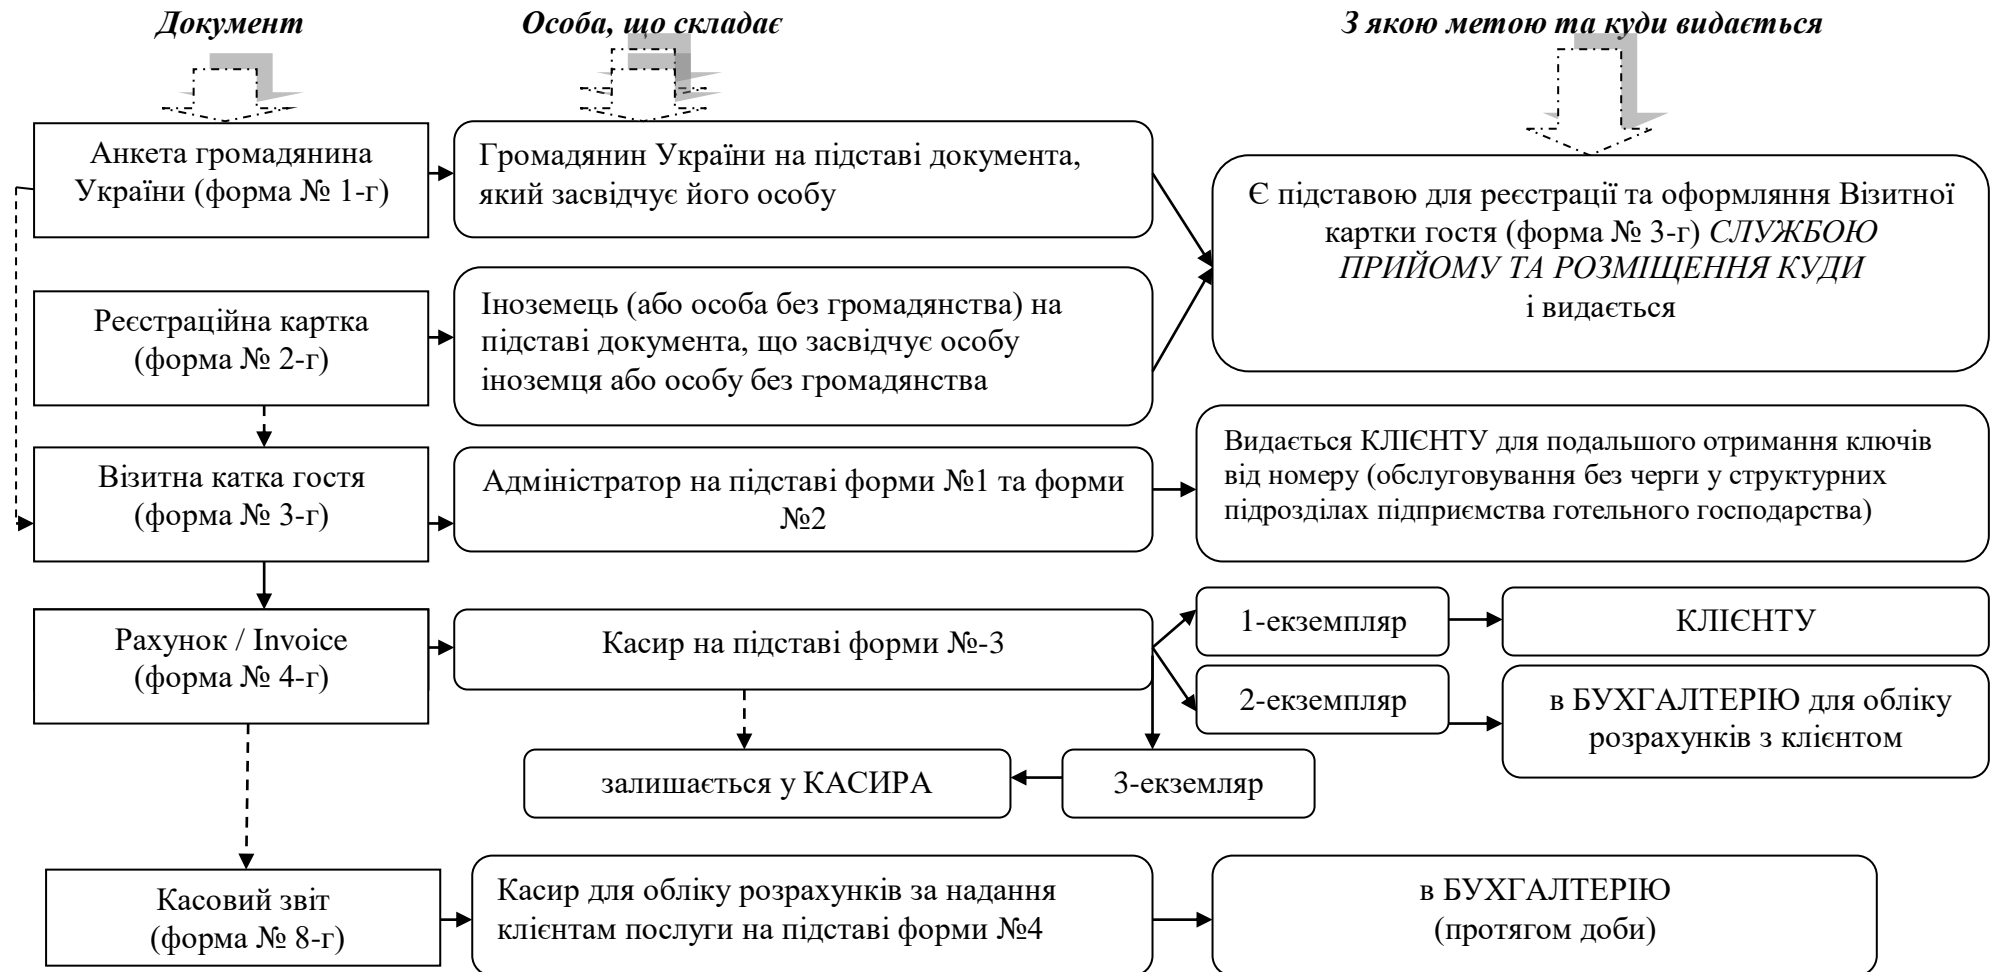 Документ
Особа, що складає
З якою метою та куди видається
Анкета громадянина
України (форма № 1-г)
Громадянин України на підставі документа,
який засвідчує його особу
Є підставою для реєстрації та оформляння Візитної
картки гостя (форма № 3-г) СЛУЖБОЮ
ПРИЙОМУ ТА РОЗМІЩЕННЯ КУДИ
і видається
Реєстраційна картка
(форма № 2-г)
Іноземець (або особа без громадянства) на
підставі документа, що засвідчує особу
іноземця або особу без громадянства
Візитна катка гостя
(форма № 3-г)
Адміністратор на підставі форми №1 та форми
№2
Видається КЛІЄНТУ для подальшого отримання ключів
від номеру (обслуговування без черги у структурних
підрозділах підприємства готельного господарства)
Рахунок / Invoice
(форма № 4-г)
Касир на підставі форми №-3
1-екземпляр
КЛІЄНТУ
2-екземпляр
в БУХГАЛТЕРІЮ для обліку
розрахунків з клієнтом
залишається у КАСИРА
3-екземляр
Касовий звіт
(форма № 8-г)
Касир для обліку розрахунків за надання
клієнтам послуги на підставі форми №4
в БУХГАЛТЕРІЮ
(протягом доби)